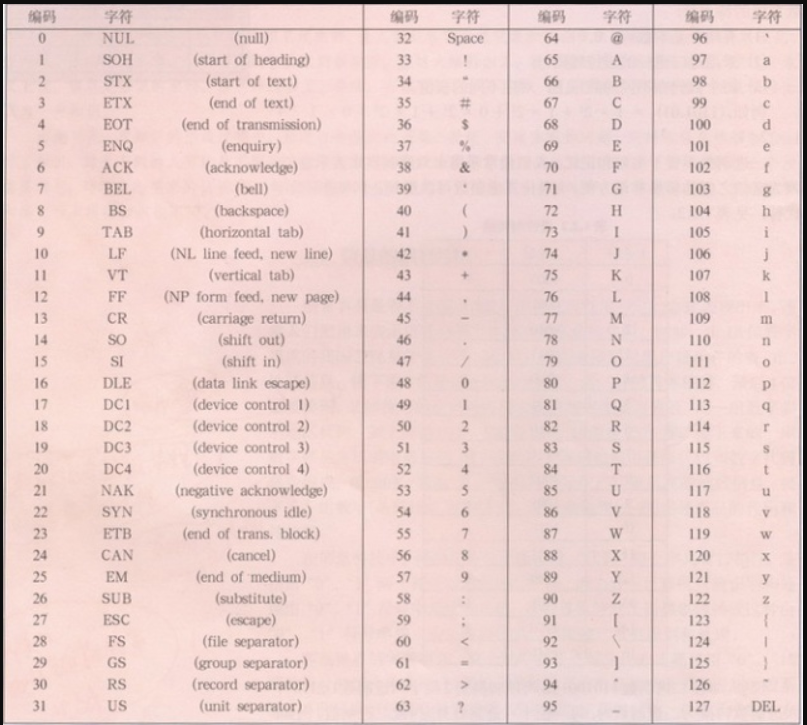 编码 字符 编码 字符 编码 字符 编码 字符
0 NUL (null) 32 Space 64 @ 96 `
1 SOH (start of heading) 33 ! 65 A 97 a
2 STX (start of text) 34 " 66 B 98 b
3 ETX (end of text) 35 # 67 C 99 c
4 EOT (end of transmission) 36 $ 68 D 100 d
5 ENQ (enquiry) 37 % 69 E 101 e
6 ACK (acknowledge) 38 & 70 F 102 f
7 BEL (bell) 39 ' 71 G 103 g
8 BS (backspace) 40 ( 72 H 104 h
9 TAB (horizontal tab) 41 ) 73 I 105 i
10 LF (NL line feed, new line) 42 * 74 J 106 j
11 VT (vertical tab) 43 + 75 K 107 k
12 FF (NP form feed, new page) 44 , 76 L 108 l
13 CR (carriage return) 45 - 77 M 109 m
14 SO (shift out) 46 . 78 N 110 n
15 SI (shift in) 47 / 79 O 111 o
16 DLE (data link escape) 48 0 80 P 112 p
17 DC1 (device control 1) 49 1 81 Q 113 q
18 DC2 (device control 2) 50 2 82 R 114 r
19 DC3 (device control 3) 51 3 83 S 115 s
20 DC4 (device control 4) 52 4 84 T 116 t
21 NAK (negative acknowledge) 53 5 85 U 117 u
22 SYN (synchronous idle) 54 6 86 V 118 v
23 ETB (end of trans. block) 55 7 87 W 119 w
24 CAN (cancel) 56 8 88 X 120 x
25 EM (end of medium) 57 9 89 Y 121 y
26 SUB (substitute) 58 : 90 Z 122 z
27 ESC (escape) 59 ; 91 [ 123 {
28 FS (file separator) 60 < 92 \ 124 |
29 GS (group separator) 61 = 93 ] 125 }
30 RS (record separator) 62 > 94 ^ 126 ~
31 US (unit separator) 63 ? 95 _ 127 DEL